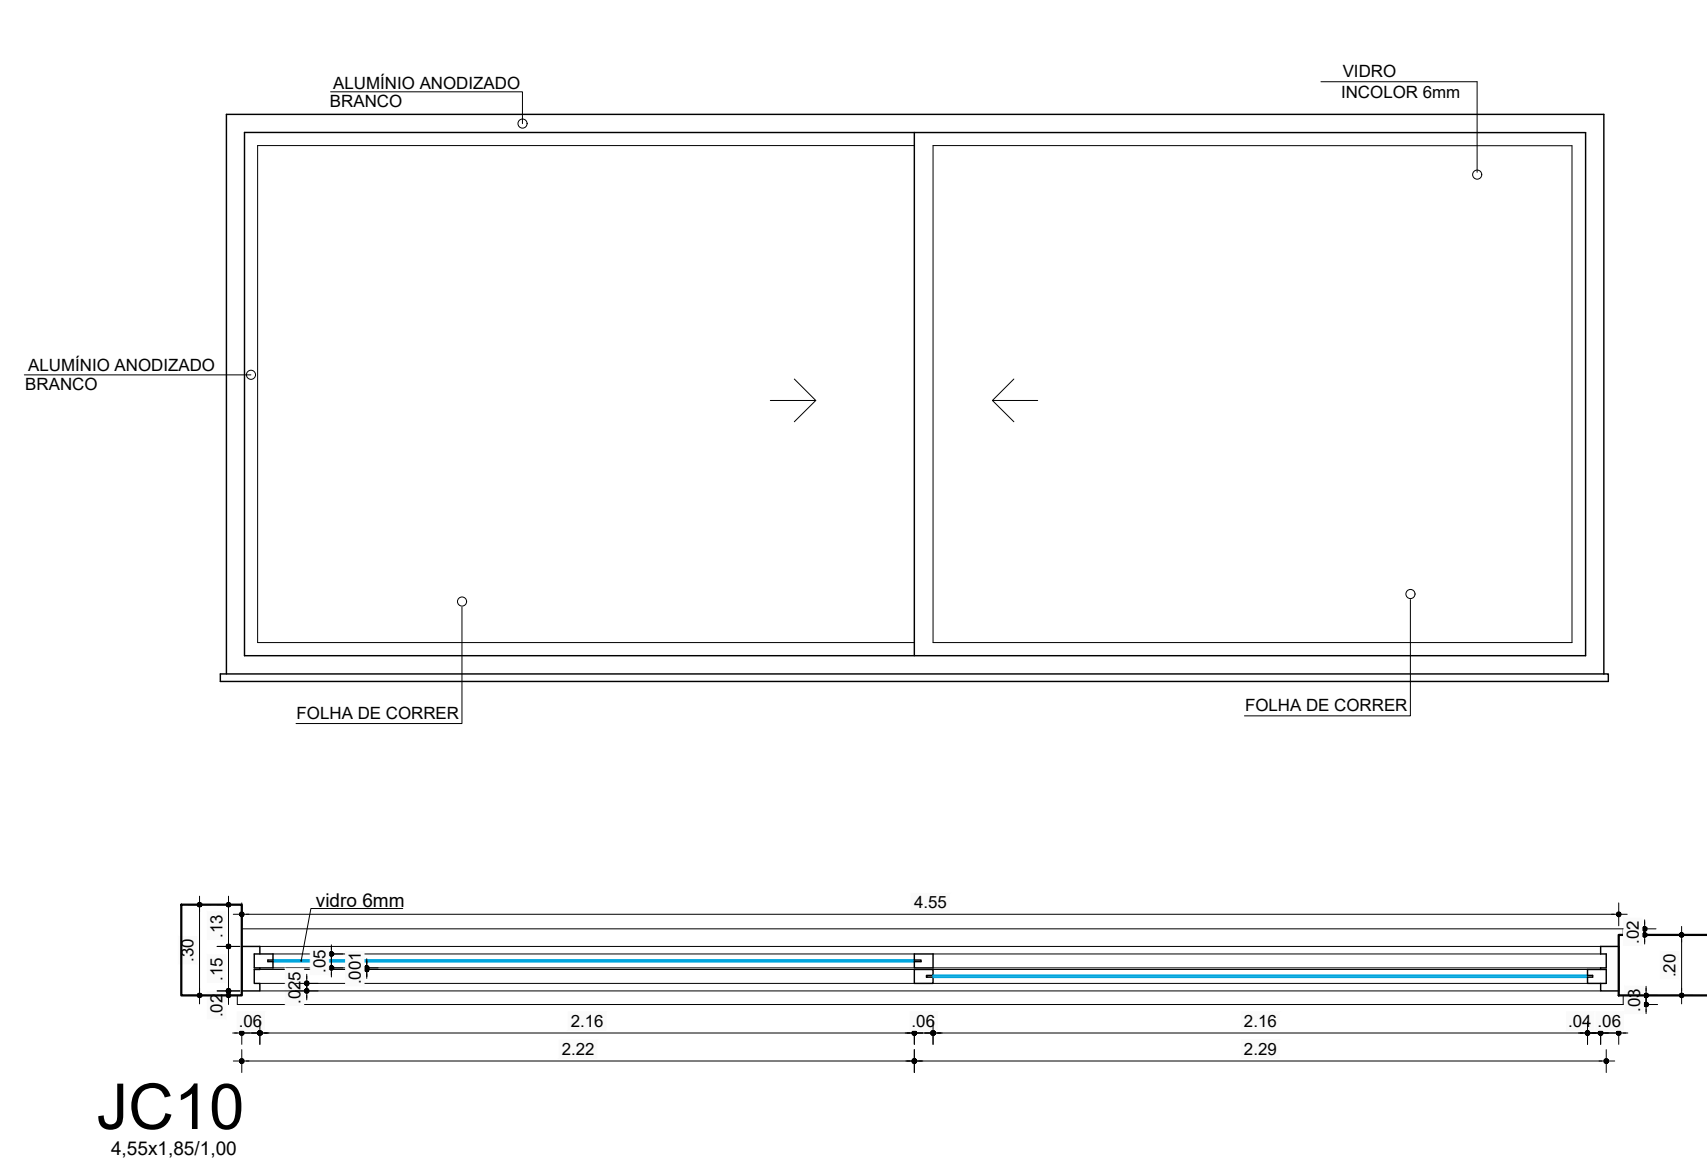 ALUMÍNIO ANODIZADO
BRANCO
VIDRO
INCOLOR 6mm
ALUMÍNIO ANODIZADO
BRANCO
FOLHA DE CORRER
FOLHA DE CORRER
vidro 6mm
4.55
.30
.13
.15
.02
.05
.001
.025
.02
.20
.03
.06
2.16
.06
2.16
.04
.06
2.22
2.29
JC10
4,55x1,85/1,00